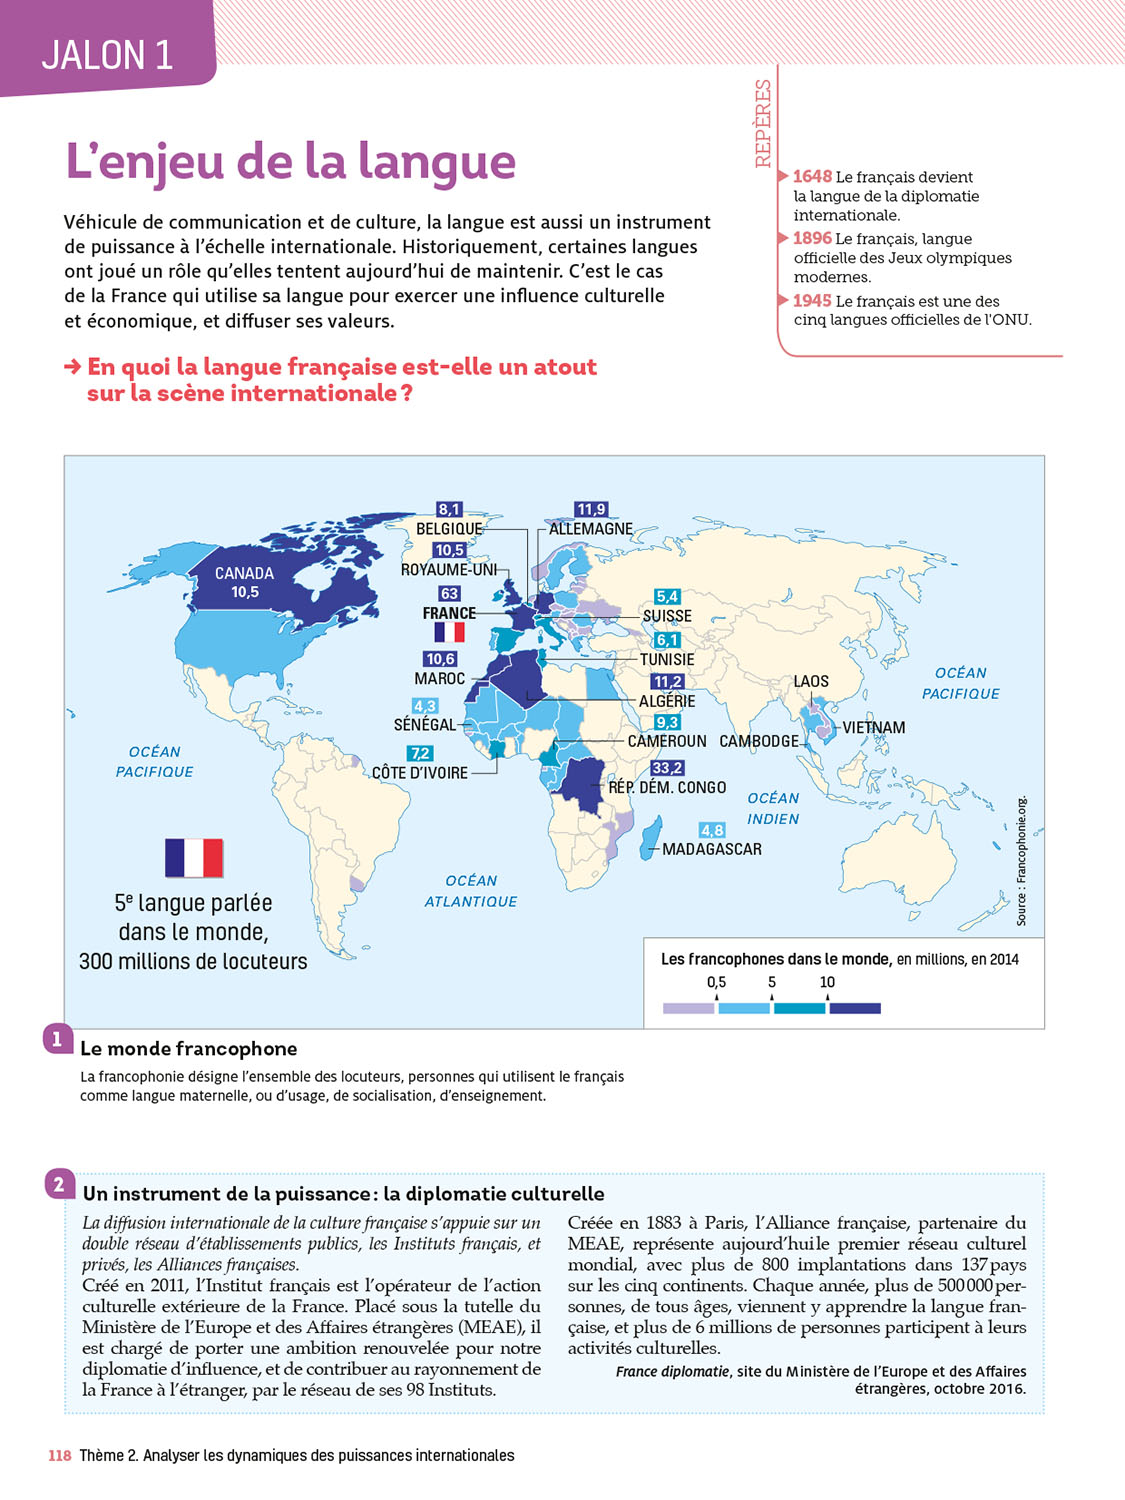 JALON 1
L'enjeu de la langue
Véhicule de communication et de culture, la langue est aussi un instrument
de puissance à l'échelle internationale. Historiquement, certaines langues
ont joué un rôle qu'elles tentent aujourd'hui de maintenir. C'est le cas
de la France qui utilise sa langue pour exercer une influence culturelle
et économique, et diffuser ses valeurs.
→ En quoi la langue française est-elle un atout
sur la scène internationale ?
REPÈRES
1648 Le français devient
la langue de la diplomatie
internationale.
1896 Le français, langue
officielle des Jeux olympiques
modernes.
1945 Le français est une des
cinq langues officielles de l'ONU.
8,1
BELGIQUE
11,9
ALLEMAGNE
10,5
ROYAUME-UNI
CANADA
10,5
63
FRANCE
5,4
SUISSE
6,1
TUNISIE
10,6
MAROC
11,2
ALGÉRIE
4,3
SÉNÉGAL
9,3
CAMEROUN
7,2
CÔTE D'IVOIRE
33,2
RÉP. DÉM. CONGO
4,8
MADAGASCAR
LAOS
VIETNAM
CAMBODGE
OCÉAN
PACIFIQUE
OCÉAN
PACIFIQUE
OCÉAN
INDIEN
OCÉAN
ATLANTIQUE
5e langue parlée
dans le monde,
300 millions de locuteurs
Source : Francophonie.org.
Les francophones dans le monde, en millions, en 2014
0,5 5 10
1 Le monde francophone
La francophonie désigne l'ensemble des locuteurs, personnes qui utilisent le français
comme langue maternelle, ou d'usage, de socialisation, d'enseignement.
2 Un instrument de la puissance : la diplomatie culturelle
La diffusion internationale de la culture française s'appuie sur un
double réseau d'établissements publics, les Instituts français, et
privés, les Alliances françaises.
Créé en 2011, l'Institut français est l'opérateur de l'action
culturelle extérieure de la France. Placé sous la tutelle du
Ministère de l'Europe et des Affaires étrangères (MEAE), il
est chargé de porter une ambition renouvelée pour notre
diplomatie d'influence, et de contribuer au rayonnement de
la France à l'étranger, par le réseau de ses 98 Instituts.
Créée en 1883 à Paris, l'Alliance française, partenaire du
MEAE, représente aujourd'hui le premier réseau culturel
mondial, avec plus de 800 implantations dans 137 pays
sur les cinq continents. Chaque année, plus de 500 000 per-
sonnes, de tous âges, viennent y apprendre la langue fran-
çaise, et plus de 6 millions de personnes participent à leurs
activités culturelles.
France diplomatie, site du Ministère de l'Europe et des Affaires
étrangères, octobre 2016.
118 Thème 2. Analyser les dynamiques des puissances internationales